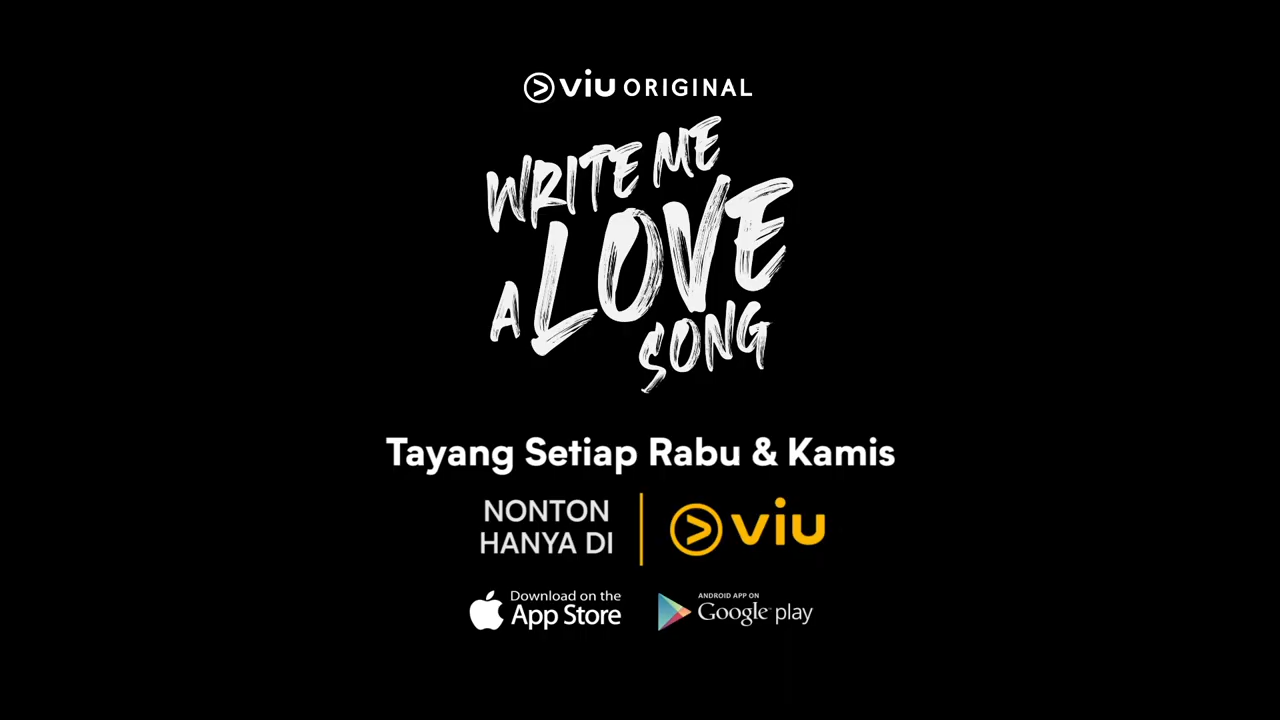 viu ORIGINAL
WRITE ME
A LOVE
SONG
Tayang Setiap Rabu & Kamis
NONTON
HANYA DI
viu
Download on the
App Store
ANDROID APP ON
Google play